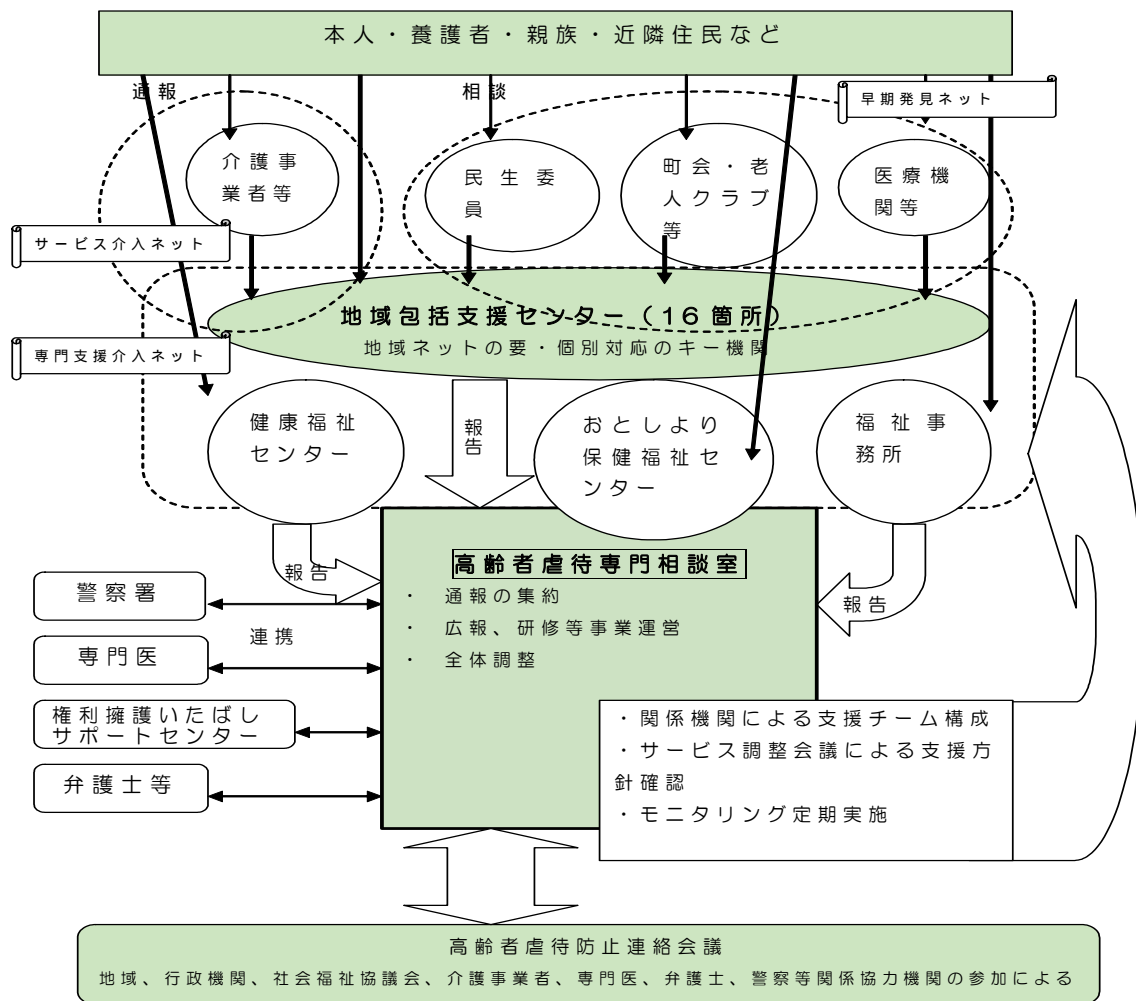 本人・養護者・親族・近隣住民など
通報
相談
早期発見ネット
介護事
業者等
民生委
員
町会・老
人クラブ
等
医療機
関等
サービス介入ネット
地域包括支援センター（16箇所）
地域ネットの要・個別対応のキー機関
専門支援介入ネット
健康福祉
センター
報告
おとしより
保健福祉セ
ンター
福祉事
務所
高齢者虐待専門相談室
・ 通報の集約
・ 広報、研修等事業運営
・ 全体調整
報告
報告
警察署
連携
専門医
権利擁護いたばし
サポートセンター
弁護士等
・関係機関による支援チーム構成
・サービス調整会議による支援方
針確認
・モニタリング定期実施
高齢者虐待防止連絡会議
地域、行政機関、社会福祉協議会、介護事業者、専門医、弁護士、警察等関係協力機関の参加による